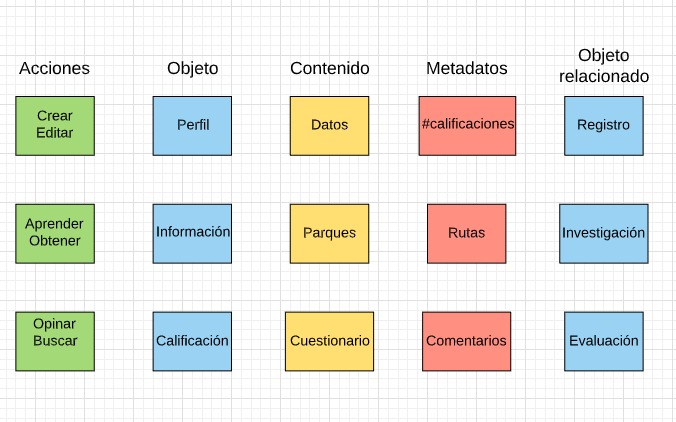 Acciones
Objeto
Contenido
Metadatos
Objeto
relacionado
Crear
Editar
Perfil
Datos
#calificaciones
Registro
Aprender
Obtener
Información
Parques
Rutas
Investigación
Opinar
Buscar
Calificación
Cuestionario
Comentarios
Evaluación